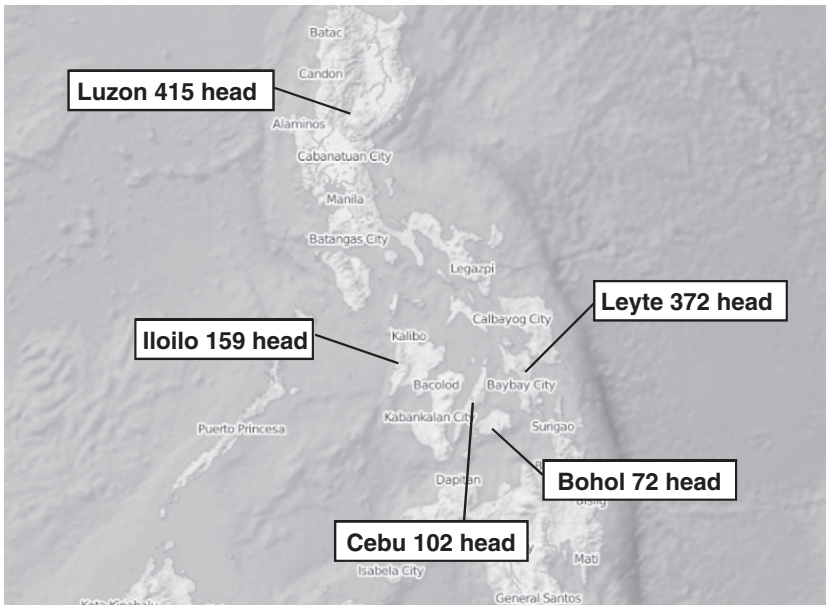 Batac
Candon
Luzon 415 head
Alaminos
Cabanatuan City
Manila
Batangas City
Legazpi
Leyte 372 head
Calbayog City
Iloilo 159 head
Kalibo
Bacolod
Baybay City
Kabankalan City
Puerto Princesa
Surigao
Dapitan
Bohol 72 head
Bislig
Cebu 102 head
Mati
Isabela City
General Santos
Kota Kinabalu